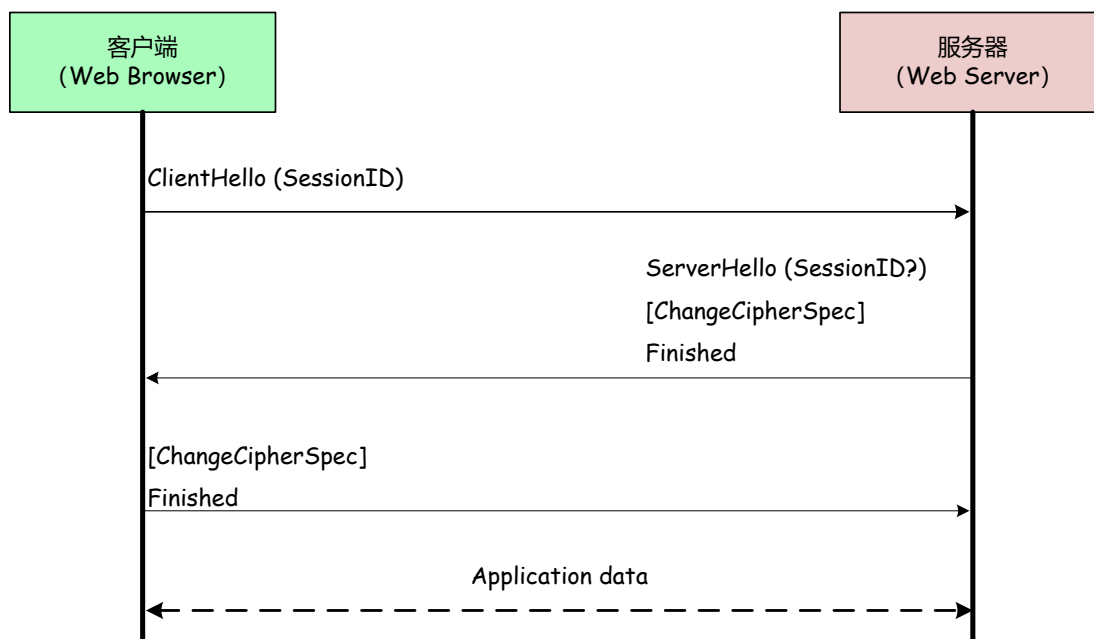 客户端
（Web Browser）
服务器
（Web Server）
ClientHello (SessionID)
ServerHello (SessionID?)
[ChangeCipherSpec]
Finished
[ChangeCipherSpec]
Finished
Application data